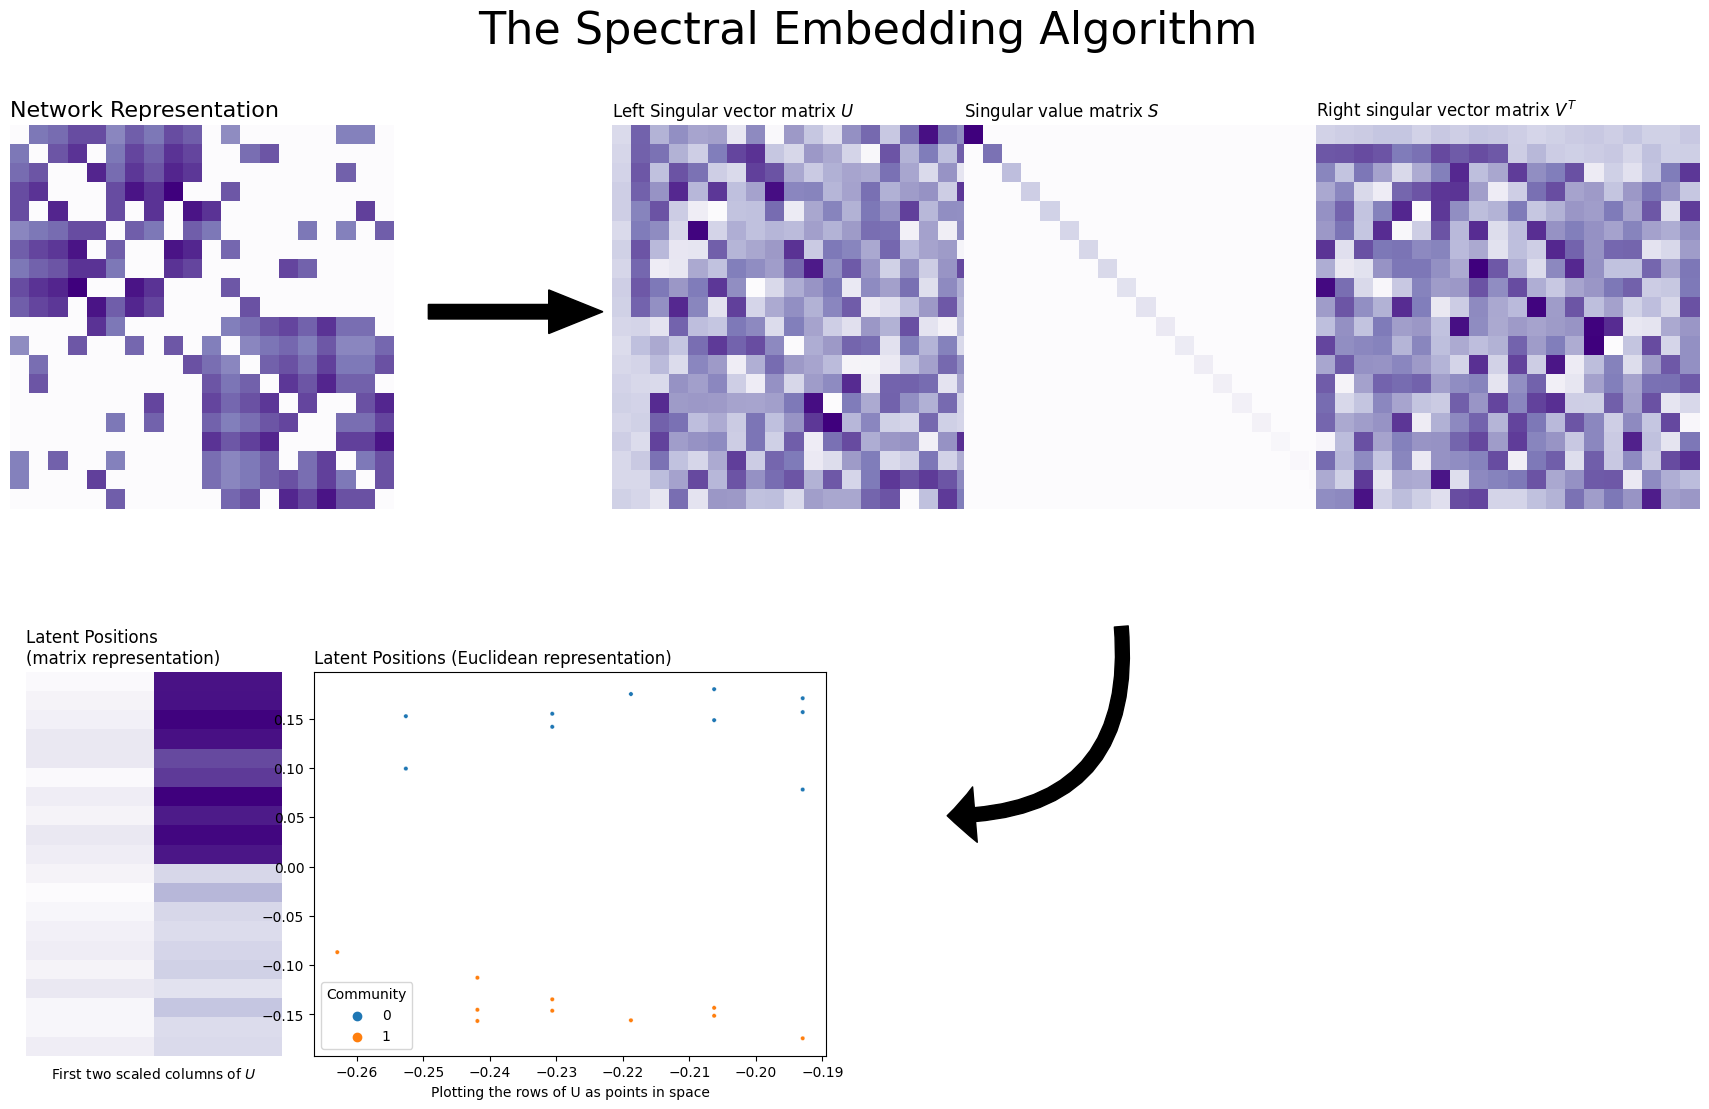 The Spectral Embedding Algorithm
Network Representation
Left Singular vector matrix U
Singular value matrix S
Right singular vector matrix V^T
Latent Positions
(matrix representation)
First two scaled columns of U
Latent Positions (Euclidean representation)
0.15
0.10
0.05
0.00
−0.05
−0.10
−0.15
Community
0
1
−0.26 −0.25 −0.24 −0.23 −0.22 −0.21 −0.20 −0.19
Plotting the rows of U as points in space